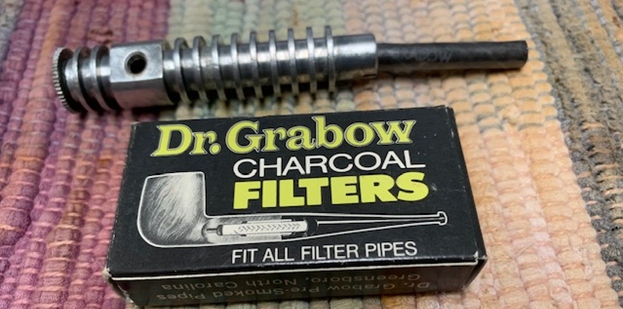 Dr. Grabow
CHARCOAL
FILTERS
FIT ALL FILTER PIPES
Dr. Grabow Pre-Smoked Pipes
Greensboro, North Carolina